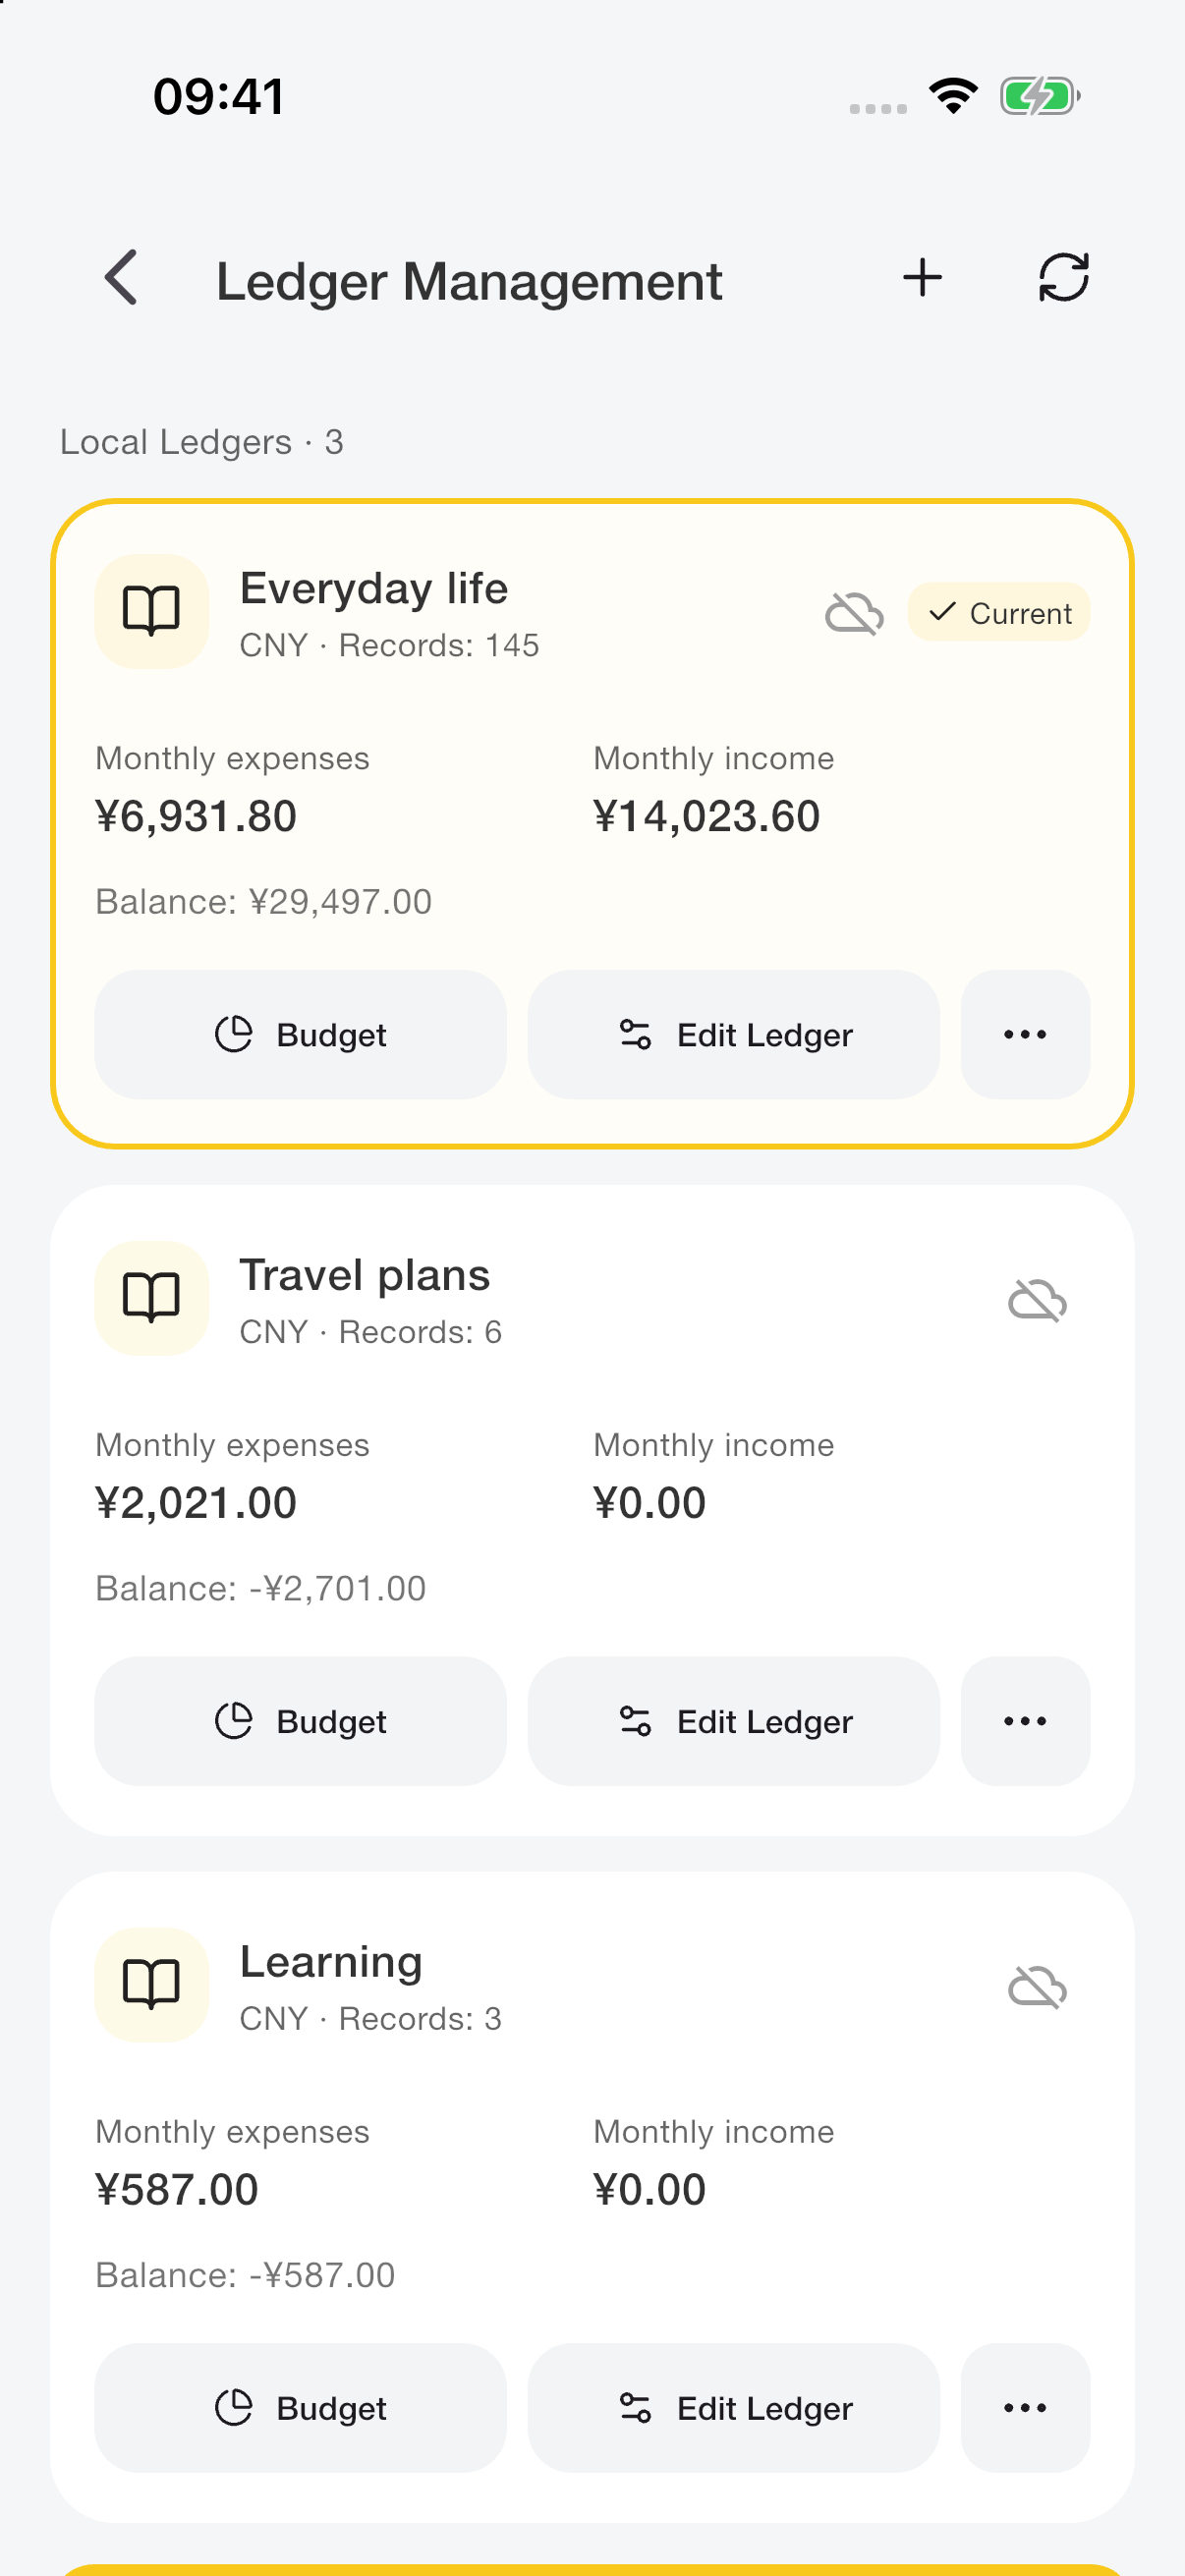 09:41
Ledger Management
Local Ledgers · 3
Everyday life
CNY · Records: 145
Current
Monthly expenses
Monthly income
¥6,931.80
¥14,023.60
Balance: ¥29,497.00
Budget
Edit Ledger
Travel plans
CNY · Records: 6
Monthly expenses
Monthly income
¥2,021.00
¥0.00
Balance: -¥2,701.00
Budget
Edit Ledger
Learning
CNY · Records: 3
Monthly expenses
Monthly income
¥587.00
¥0.00
Balance: -¥587.00
Budget
Edit Ledger